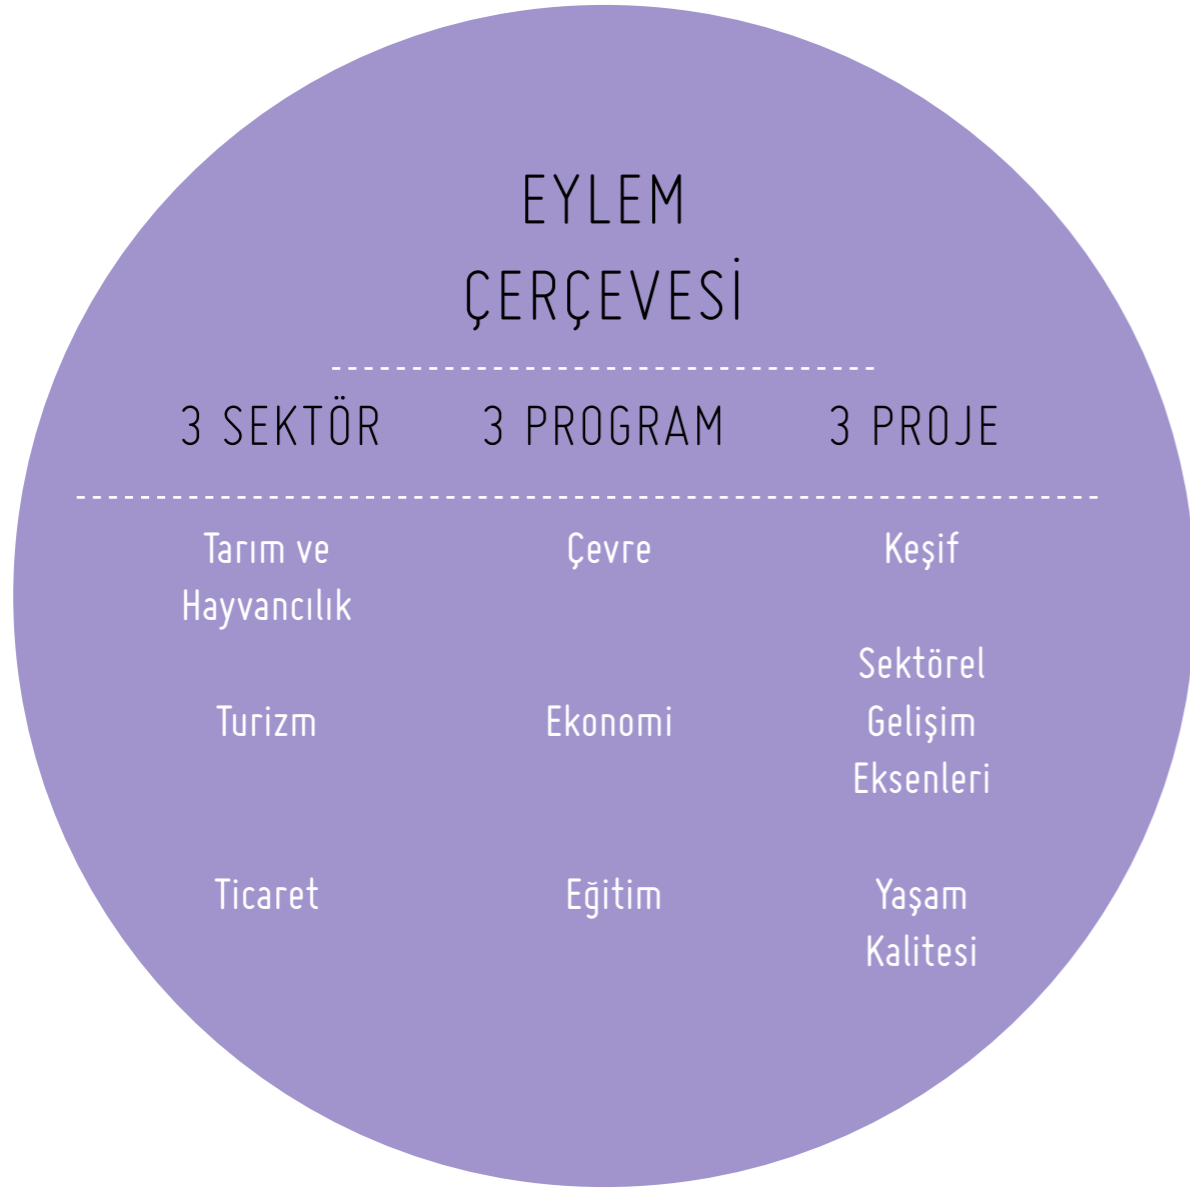 EYLEM
ÇERÇEVESİ
3 SEKTÖR 3 PROGRAM 3 PROJE
Tarım ve Çevre Keşif
Hayvancılık
Sektörel
Turizm Ekonomi Gelişim
Eksenleri
Ticaret Eğitim Yaşam
Kalitesi